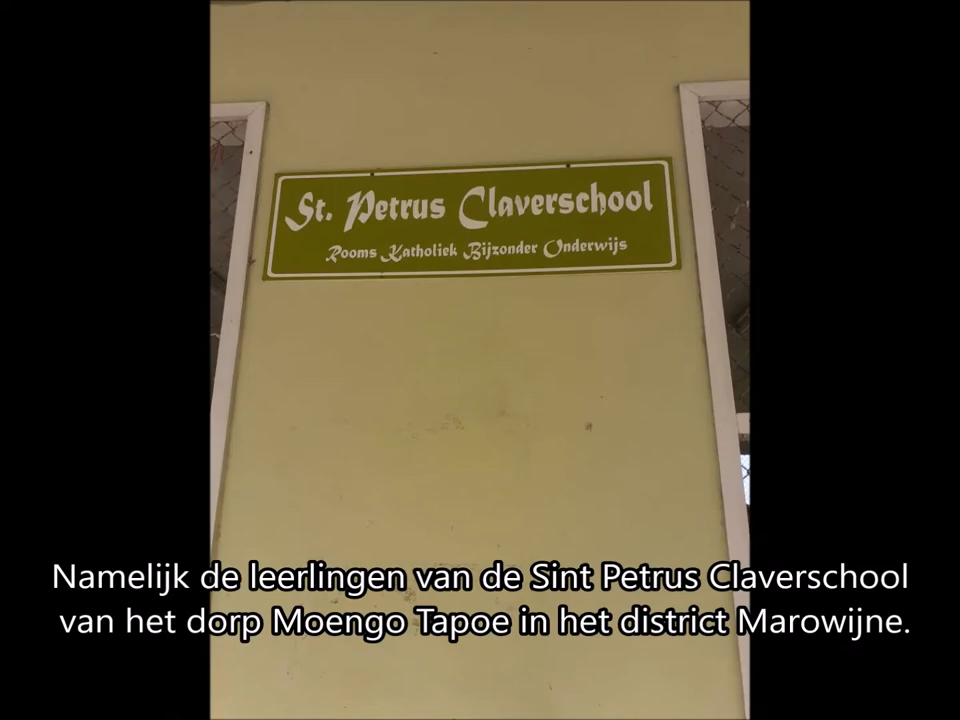 St. Petrus Claverschool
Rooms Katholiek Bijzonder Onderwijs
Namelijk de leerlingen van de Sint Petrus Claverschool
van het dorp Moengo Tapoe in het district Marowijne.